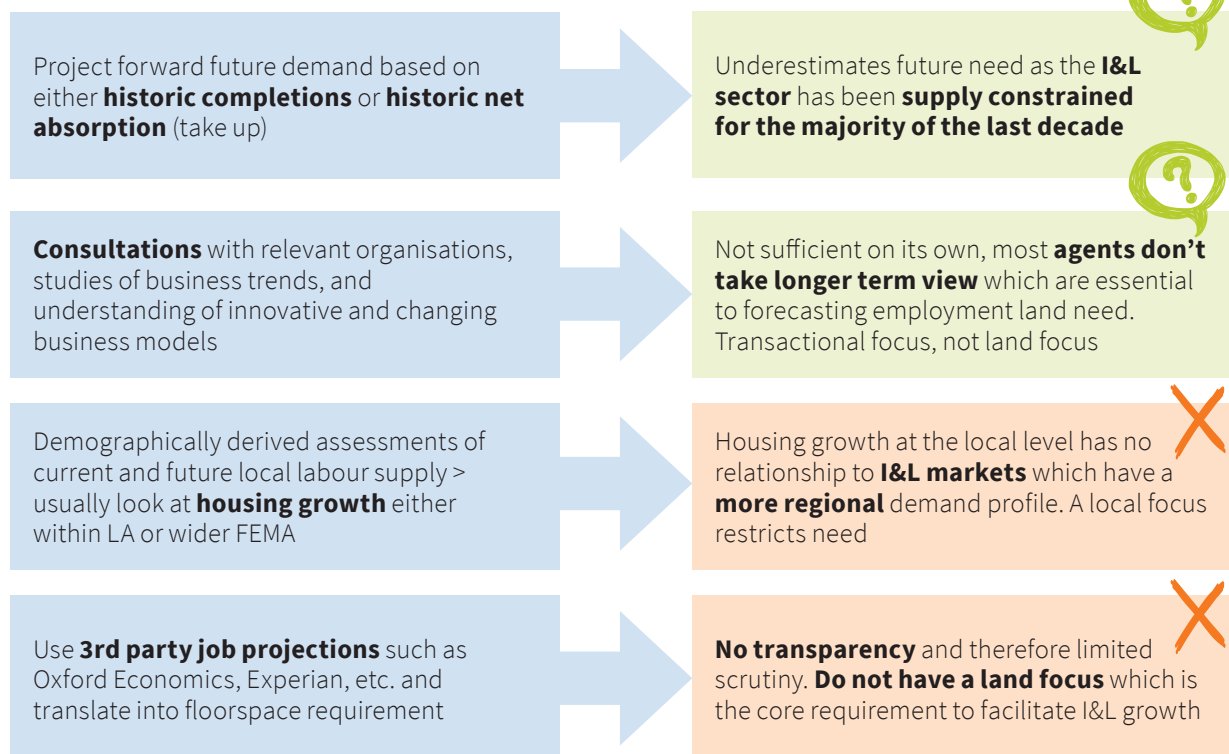 Project forward future demand based on
either historic completions or historic net
absorption (take up)
Underestimates future need as the I&L
sector has been supply constrained
for the majority of the last decade
?
Consultations with relevant organisations,
studies of business trends, and
understanding of innovative and changing
business models
Not sufficient on its own, most agents don’t
take longer term view which are essential
to forecasting employment land need.
Transactional focus, not land focus
?
Demographically derived assessments of
current and future local labour supply >
usually look at housing growth either
within LA or wider FEMA
Housing growth at the local level has no
relationship to I&L markets which have a
more regional demand profile. A local focus
restricts need
Use 3rd party job projections such as
Oxford Economics, Experian, etc. and
translate into floorspace requirement
No transparency and therefore limited
scrutiny. Do not have a land focus which is
the core requirement to facilitate I&L growth